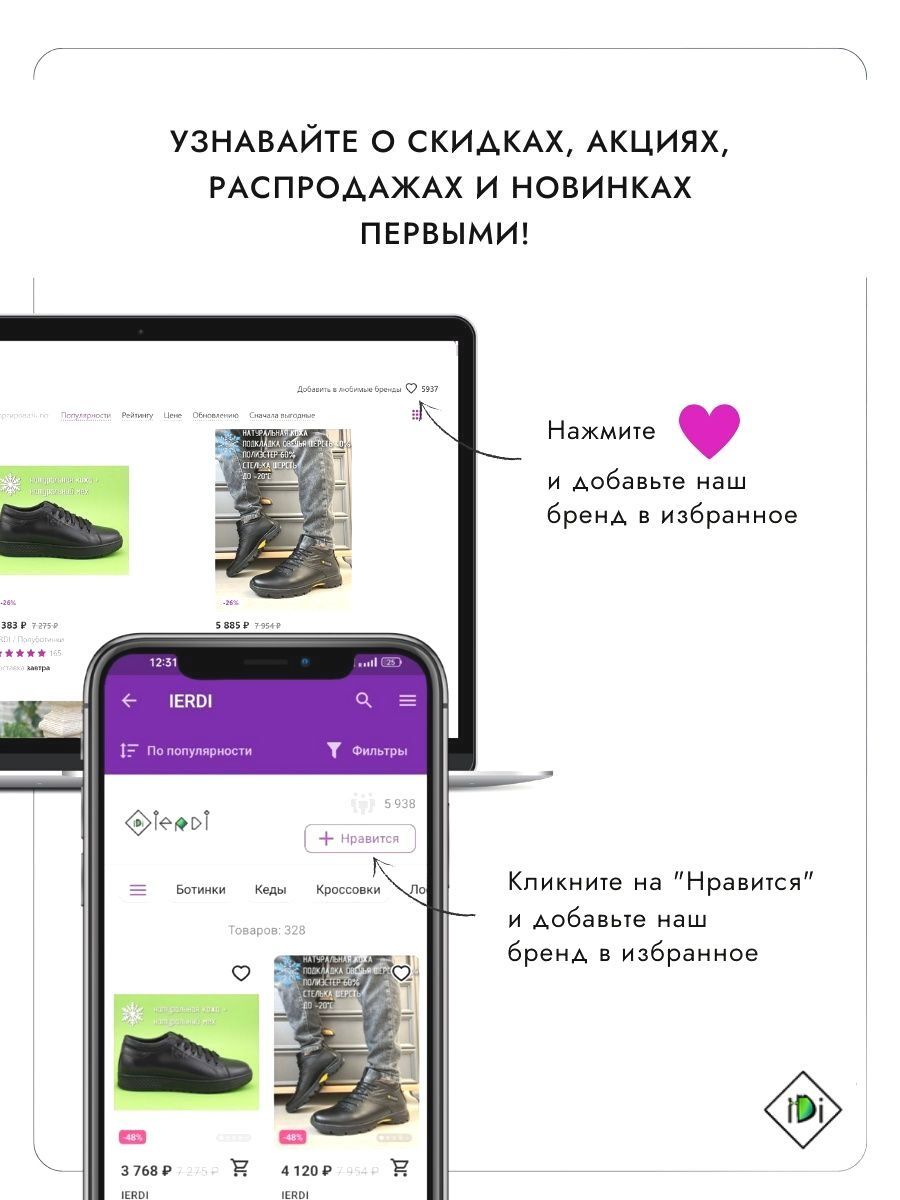 УЗНАВАЙТЕ О СКИДКАХ, АКЦИЯХ,
РАСПРОДАЖАХ И НОВИНКАХ
ПЕРВЫМИ!
Добавить в любимые бренды 5937
Популярности Рейтингу Цене Обновлению Сначала выгодные
НАТУРАЛЬНАЯ КОЖА
ПОДКЛАДКА ОВЕЧЬЯ ШЕРСТЬ 40%
ПОЛИЭСТЕР 60%
СТЕЛЬКА ШЕРСТЬ
ДО -20°C
натуральная кожа +
натуральный мех
-26%
-26%
383 ₽ 7 275 ₽
5 885 ₽ 7 954 ₽
RDI / Полуботинки
165
завтра
Нажмите
и добавьте наш
бренд в избранное
12:31
25
IERDI
По популярности
Фильтры
iDi ierDi
5 938
+ Нравится
Ботинки Кеды Кроссовки Ло
Товаров: 328
Кликните на "Нравится"
и добавьте наш
бренд в избранное
НАТУРАЛЬНАЯ КОЖА
ПОДКЛАДКА ОВЕЧЬЯ ШЕРС
ПОЛИЭСТЕР 60%
СТЕЛЬКА ШЕРСТЬ
ДО -20°C
натуральная кожа +
натуральный мех
-48%
-48%
3 768 ₽ 7 275 ₽
4 120 ₽ 7 954 ₽
IERDI
IERDI
iDi